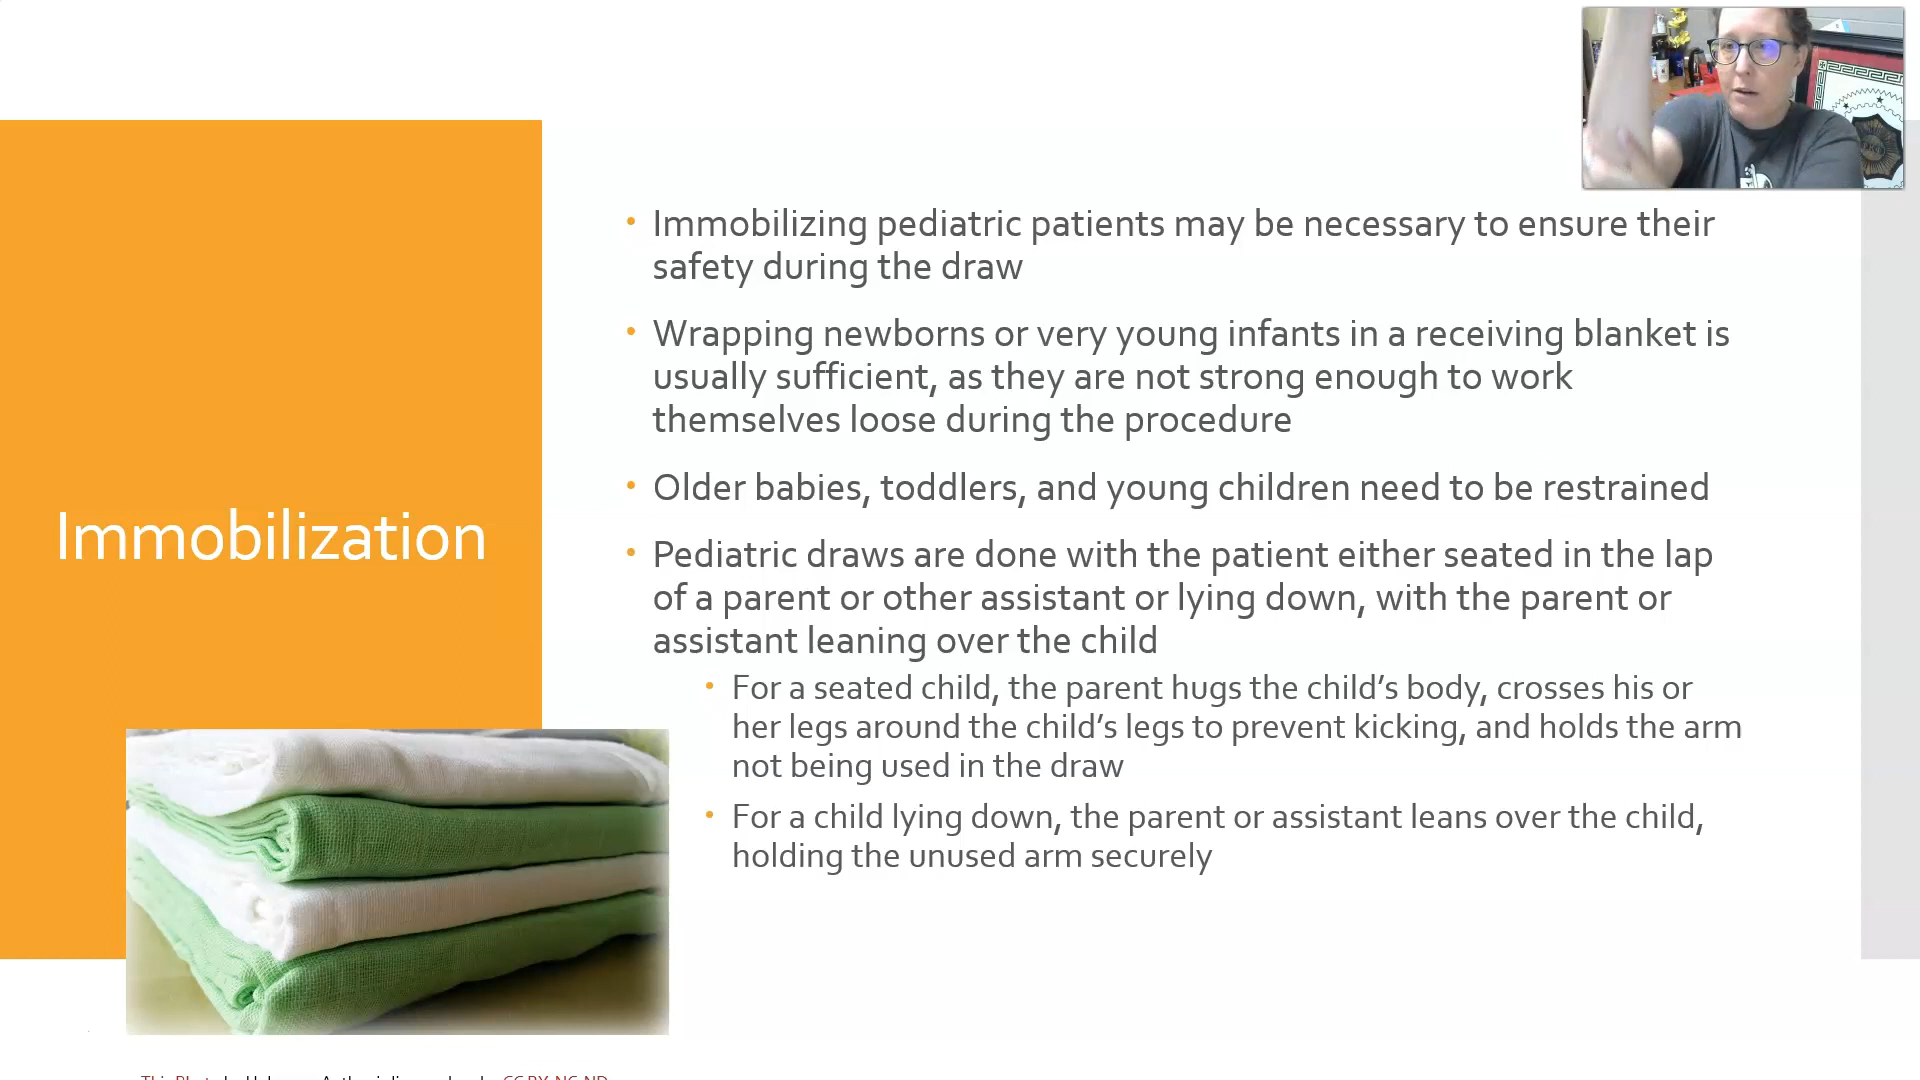 Immobilization
• Immobilizing pediatric patients may be necessary to ensure their
safety during the draw
• Wrapping newborns or very young infants in a receiving blanket is
usually sufficient, as they are not strong enough to work
themselves loose during the procedure
• Older babies, toddlers, and young children need to be restrained
• Pediatric draws are done with the patient either seated in the lap
of a parent or other assistant or lying down, with the parent or
assistant leaning over the child
• For a seated child, the parent hugs the child’s body, crosses his or
her legs around the child’s legs to prevent kicking, and holds the arm
not being used in the draw
• For a child lying down, the parent or assistant leans over the child,
holding the unused arm securely